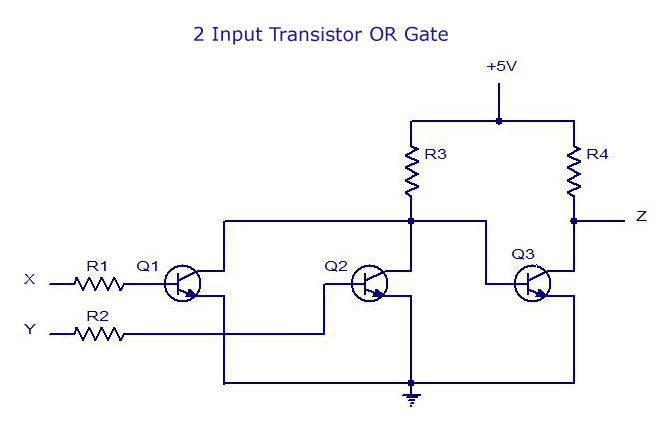 2 Input Transistor OR Gate
+5V
R3
R4
Z
Q3
R1
Q1
Q2
X
R2
Y